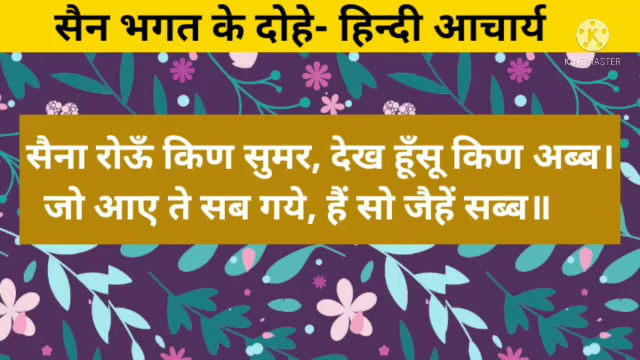 सैन भगत के दोहे- हिन्दी आचार्य
KINEMASTER
सैना रोऊँ किण सुमर, देख हूँसू किण अब्ब।
जो आए ते सब गये, हैं सो जैहें सब्ब॥